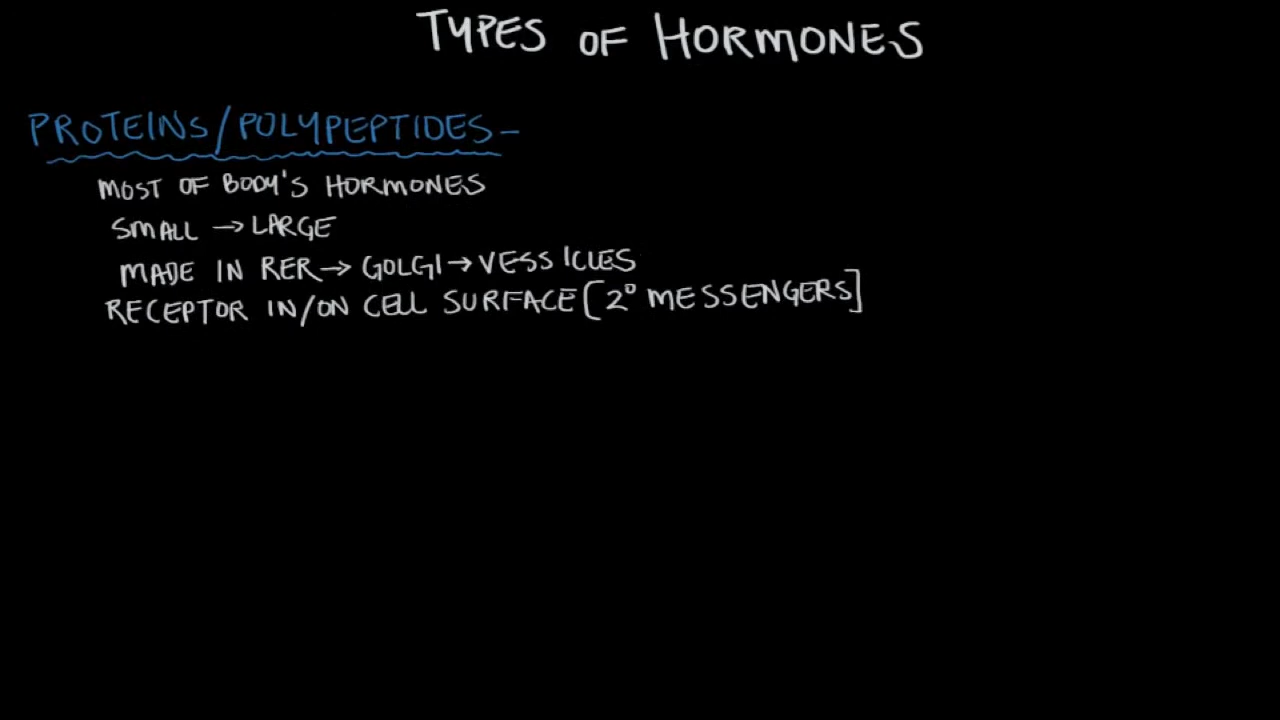 TYPES OF HORMONES
PROTEINS/POLYPEPTIDES-
MOST OF BODY'S HORMONES
SMALL → LARGE
MADE IN RER → GOLGI → VESSICLES
RECEPTOR IN/ON CELL SURFACE [2° MESSENGERS]